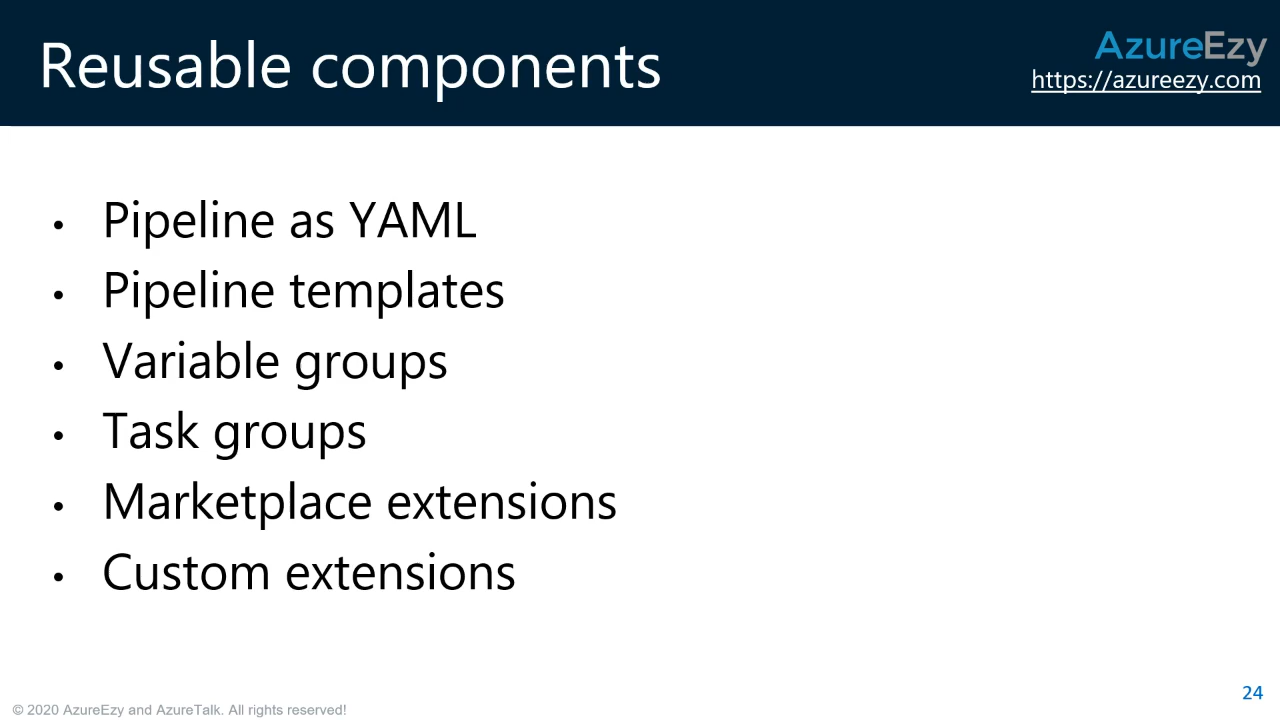 Reusable components
AzureEzy
https://azureezy.com
• Pipeline as YAML
• Pipeline templates
• Variable groups
• Task groups
• Marketplace extensions
• Custom extensions
24
© 2020 AzureEzy and AzureTalk. All rights reserved!